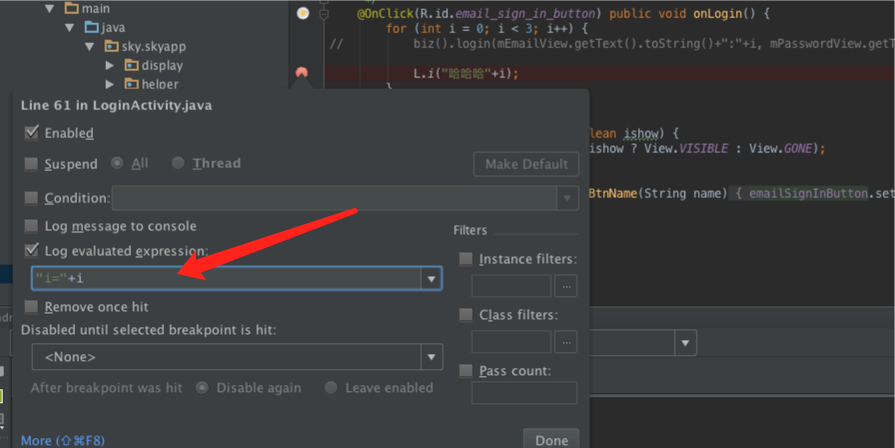 main
java
sky.skyapp
display
helper
@OnClick(R.id.email_sign_in_button) public void onLogin() {
for (int i = 0; i < 3; i++) {
// biz().login(mEmailView.getText().toString()+":"+i, mPasswordView.getT
L.i("哈哈哈"+i);
}
Line 61 in LoginActivity.java
Enabled
Suspend All Thread Make Default
Condition:
Log message to console
Log evaluated expression:
"i="+i
Remove once hit
Disabled until selected breakpoint is hit:
<None>
After breakpoint was hit Disable again Leave enabled
More (⇧⌘F8)
Filters
Instance filters:
...
Class filters:
...
Pass count:
Done
lean ishow) {
ishow ? View.VISIBLE : View.GONE);
BtnName(String name) { emailSignInButton.set